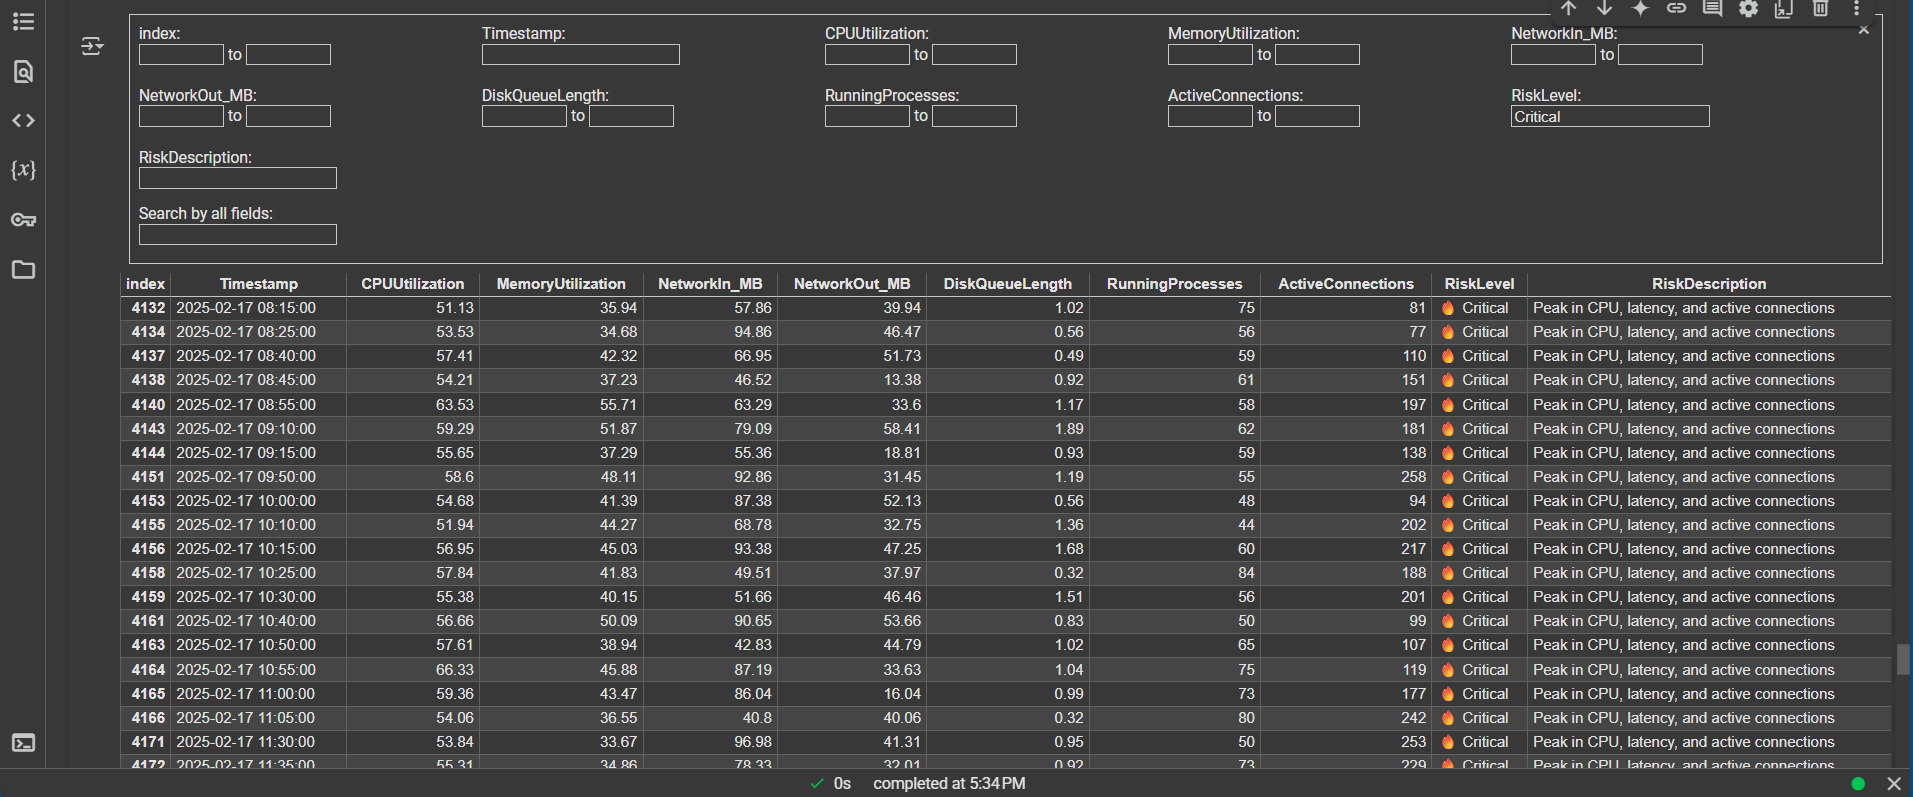 index: Timestamp: CPUUtilization: MemoryUtilization: NetworkIn_MB:
to to to to
NetworkOut_MB: DiskQueueLength: RunningProcesses: ActiveConnections: RiskLevel:
to to to to Critical
RiskDescription:
Search by all fields:
index Timestamp CPUUtilization MemoryUtilization NetworkIn_MB NetworkOut_MB DiskQueueLength RunningProcesses ActiveConnections RiskLevel RiskDescription
4132 2025-02-17 08:15:00 51.13 35.94 57.86 39.94 1.02 75 81 🔥 Critical Peak in CPU, latency, and active connections
4134 2025-02-17 08:25:00 53.53 34.68 94.86 46.47 0.56 56 77 🔥 Critical Peak in CPU, latency, and active connections
4137 2025-02-17 08:40:00 57.41 42.32 66.95 51.73 0.49 59 110 🔥 Critical Peak in CPU, latency, and active connections
4138 2025-02-17 08:45:00 54.21 37.23 46.52 13.38 0.92 61 151 🔥 Critical Peak in CPU, latency, and active connections
4140 2025-02-17 08:55:00 63.53 55.71 63.29 33.6 1.17 58 197 🔥 Critical Peak in CPU, latency, and active connections
4143 2025-02-17 09:10:00 59.29 51.87 79.09 58.41 1.89 62 181 🔥 Critical Peak in CPU, latency, and active connections
4144 2025-02-17 09:15:00 55.65 37.29 55.36 18.81 0.93 59 138 🔥 Critical Peak in CPU, latency, and active connections
4151 2025-02-17 09:50:00 58.6 48.11 92.86 31.45 1.19 55 258 🔥 Critical Peak in CPU, latency, and active connections
4153 2025-02-17 10:00:00 54.68 41.39 87.38 52.13 0.56 48 94 🔥 Critical Peak in CPU, latency, and active connections
4155 2025-02-17 10:10:00 51.94 44.27 68.78 32.75 1.36 44 202 🔥 Critical Peak in CPU, latency, and active connections
4156 2025-02-17 10:15:00 56.95 45.03 93.38 47.25 1.68 60 217 🔥 Critical Peak in CPU, latency, and active connections
4158 2025-02-17 10:25:00 57.84 41.83 49.51 37.97 0.32 84 188 🔥 Critical Peak in CPU, latency, and active connections
4159 2025-02-17 10:30:00 55.38 40.15 51.66 46.46 1.51 56 201 🔥 Critical Peak in CPU, latency, and active connections
4161 2025-02-17 10:40:00 56.66 50.09 90.65 53.66 0.83 50 99 🔥 Critical Peak in CPU, latency, and active connections
4163 2025-02-17 10:50:00 57.61 38.94 42.83 44.79 1.02 65 107 🔥 Critical Peak in CPU, latency, and active connections
4164 2025-02-17 10:55:00 66.33 45.88 87.19 33.63 1.04 75 119 🔥 Critical Peak in CPU, latency, and active connections
4165 2025-02-17 11:00:00 59.36 43.47 86.04 16.04 0.99 73 177 🔥 Critical Peak in CPU, latency, and active connections
4166 2025-02-17 11:05:00 54.06 36.55 40.8 40.06 0.32 80 242 🔥 Critical Peak in CPU, latency, and active connections
4171 2025-02-17 11:30:00 53.84 33.67 96.98 41.31 0.95 50 253 🔥 Critical Peak in CPU, latency, and active connections
4172 2025-02-17 11:35:00 55.31 34.86 78.33 32.01 0.92 73 229 🔥 Critical Peak in CPU, latency, and active connections
0s completed at 5:34 PM